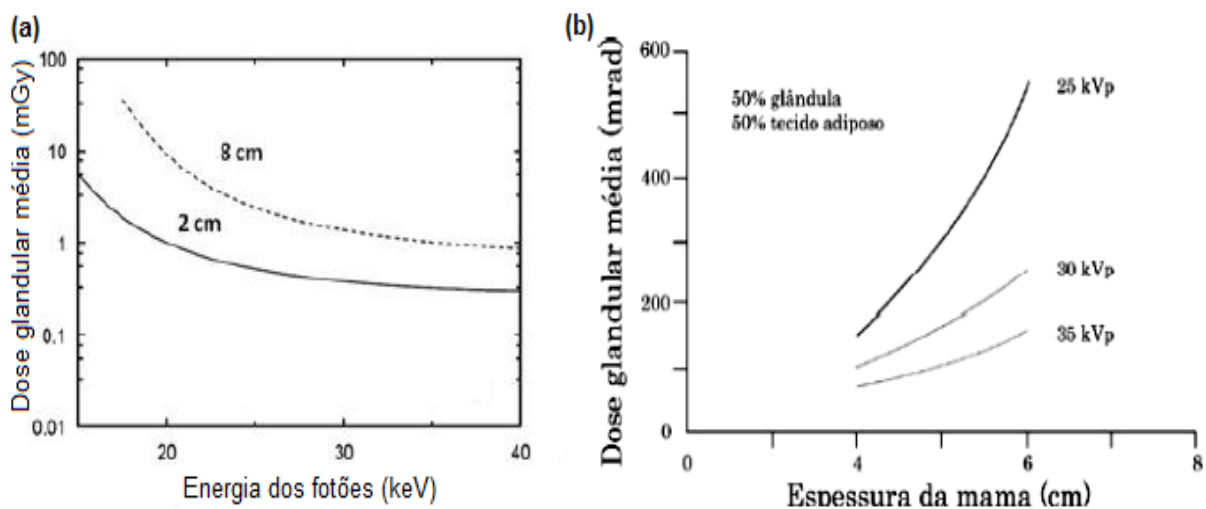 (a)
Dose glandular média (mGy)
100
10
1
0.1
0.01
8 cm
2 cm
20
30
40
Energia dos fotões (keV)
(b)
Dose glandular média (mrad)
600
400
200
0
50% glândula
50% tecido adiposo
25 kVp
30 kVp
35 kVp
0
2
4
6
8
Espessura da mama (cm)